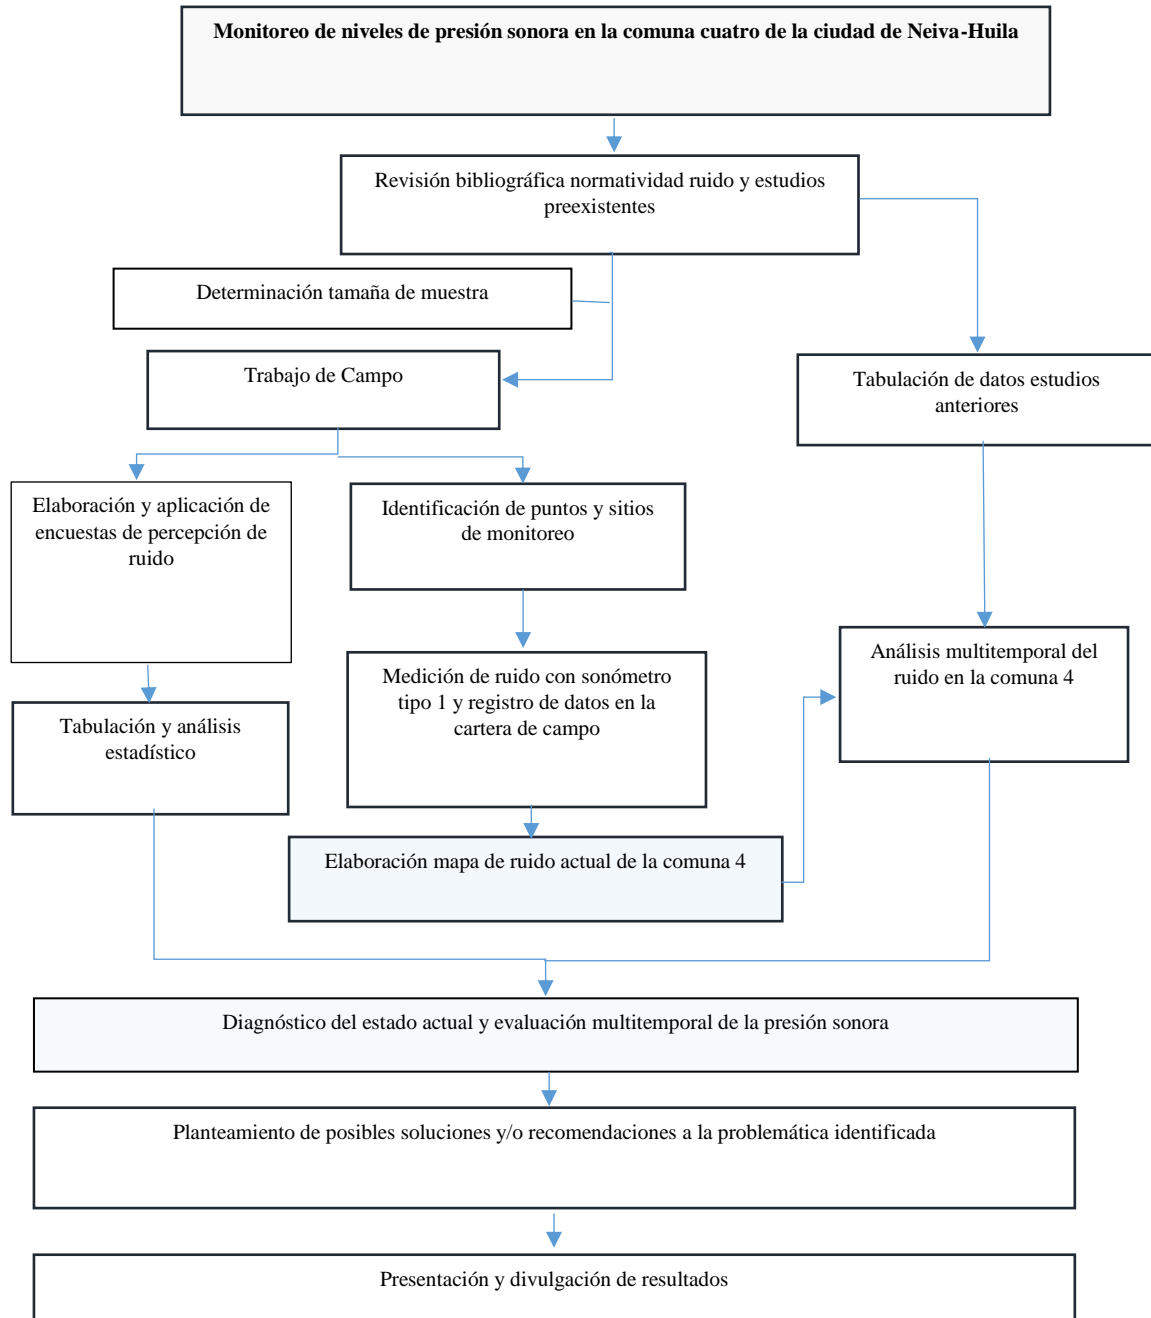 Monitoreo de niveles de presión sonora en la comuna cuatro de la ciudad de Neiva-Huila
Revisión bibliográfica normatividad ruido y estudios
preexistentes
Determinación tamaña de muestra
Trabajo de Campo
Tabulación de datos estudios
anteriores
Elaboración y aplicación de
encuestas de percepción de
ruido
Identificación de puntos y sitios
de monitoreo
Medición de ruido con sonómetro
tipo 1 y registro de datos en la
cartera de campo
Análisis multitemporal del
ruido en la comuna 4
Tabulación y análisis
estadístico
Elaboración mapa de ruido actual de la comuna 4
Diagnóstico del estado actual y evaluación multitemporal de la presión sonora
Planteamiento de posibles soluciones y/o recomendaciones a la problemática identificada
Presentación y divulgación de resultados